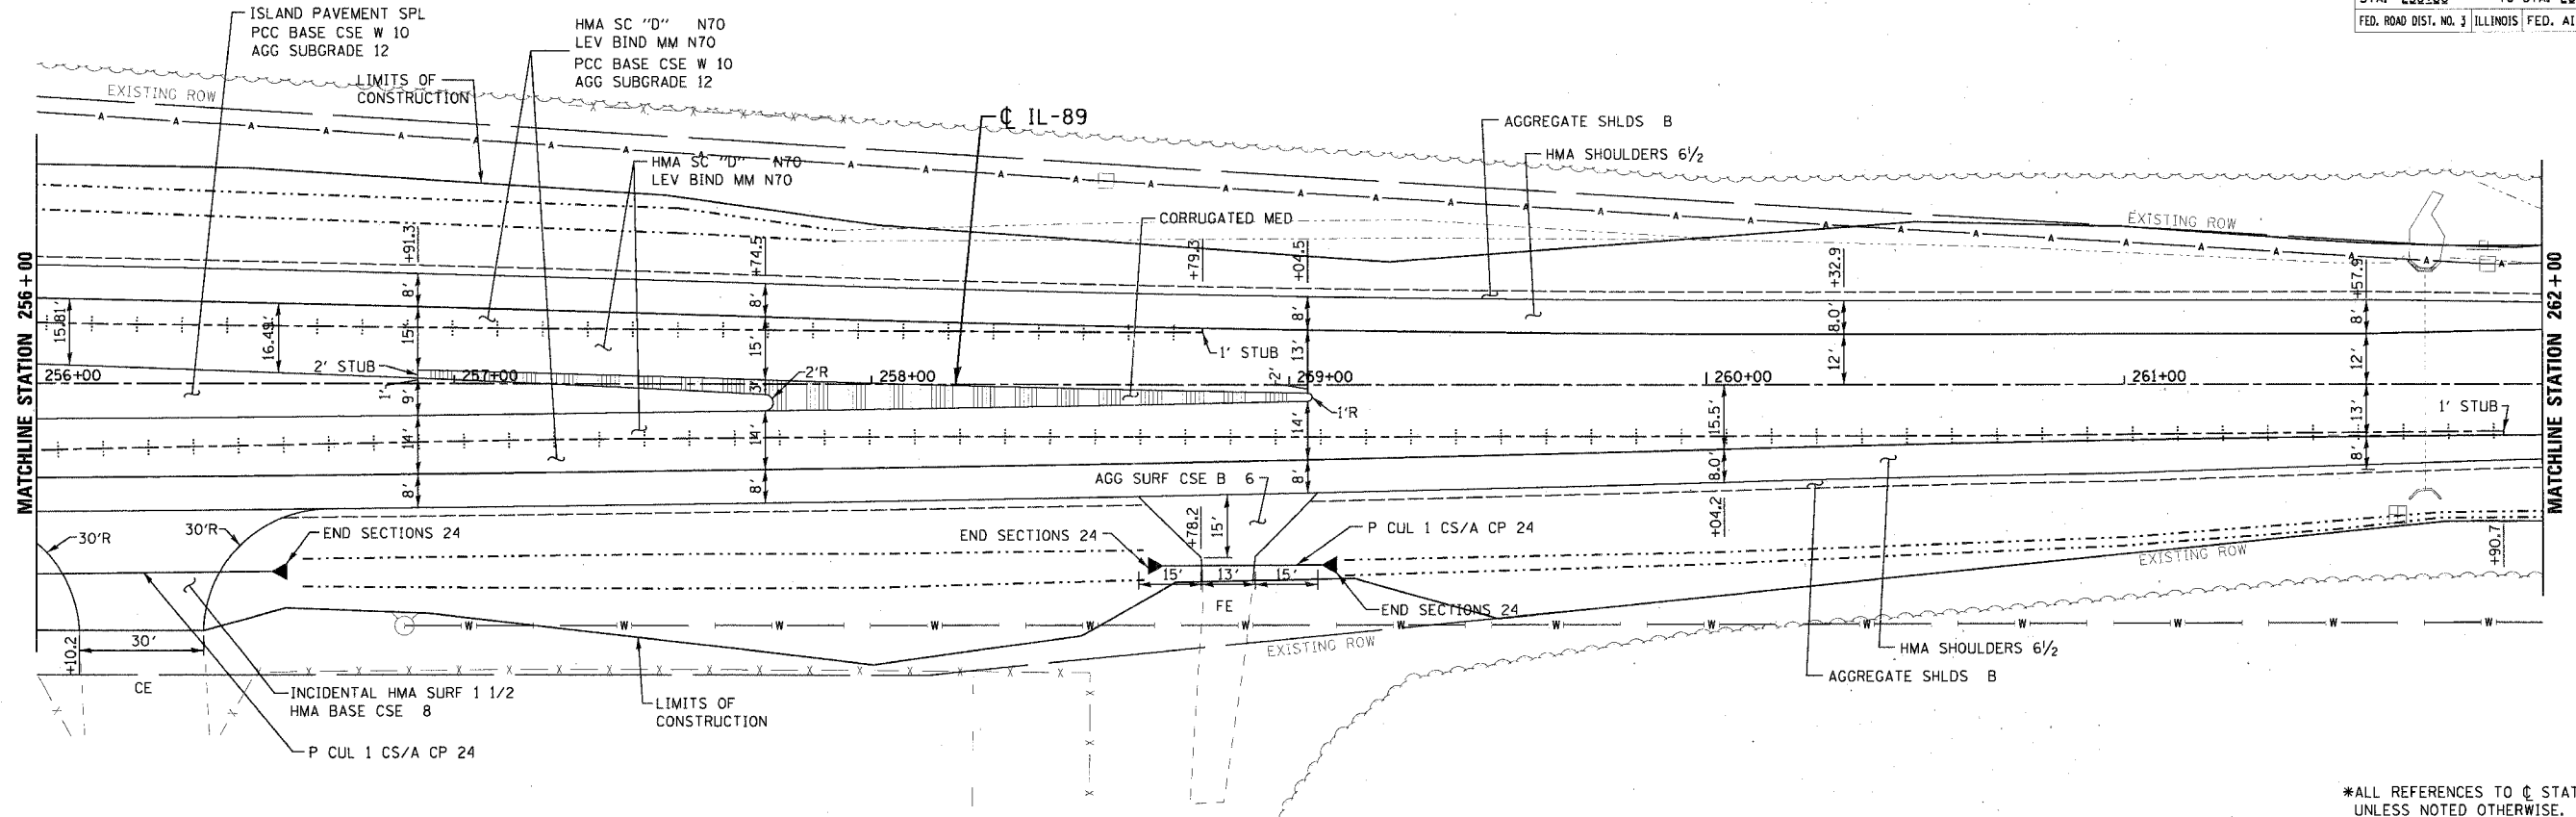 FED. ROAD DIST. NO. 3 ILLINOIS FED. AI
ISLAND PAVEMENT SPL
PCC BASE CSE W 10
AGG SUBGRADE 12
HMA SC "D" N70
LEV BIND MM N70
PCC BASE CSE W 10
AGG SUBGRADE 12
LIMITS OF
CONSTRUCTION
EXISTING ROW
A A A A A A A A A A A A A A A A A A A A A A A A A A A A A A A A A
℄ IL-89
HMA SC "D" N70
LEV BIND MM N70
AGGREGATE SHLDS B
HMA SHOULDERS 6½
CORRUGATED MED
EXISTING ROW
MATCHLINE STATION 256+00
MATCHLINE STATION 262+00
+91.3
+74.5
+79.3
+04.5
+32.9
+57.9
8'
8'
8'
8.0'
8'
15.81'
16.49'
15'
15'
13'
12'
12'
1' STUB
2' STUB
256+00
257+00
258+00
259+00
260+00
261+00
1'
9'
3'
2'R
2'
1'R
14'
14'
14'
15.5'
13'
1' STUB
8'
8'
8'
8.0'
8'
AGG SURF CSE B 6
30'R
30'R
END SECTIONS 24
END SECTIONS 24
+78.2
15'
P CUL 1 CS/A CP 24
+04.2
+90.7
EXISTING ROW
15'
13'
15'
FE
END SECTIONS 24
W W W W W W W W W W W W W W
+10.2
30'
CE
EXISTING ROW
HMA SHOULDERS 6½
AGGREGATE SHLDS B
INCIDENTAL HMA SURF 1 1/2
HMA BASE CSE 8
LIMITS OF
CONSTRUCTION
P CUL 1 CS/A CP 24
*ALL REFERENCES TO ℄ STAT
UNLESS NOTED OTHERWISE.